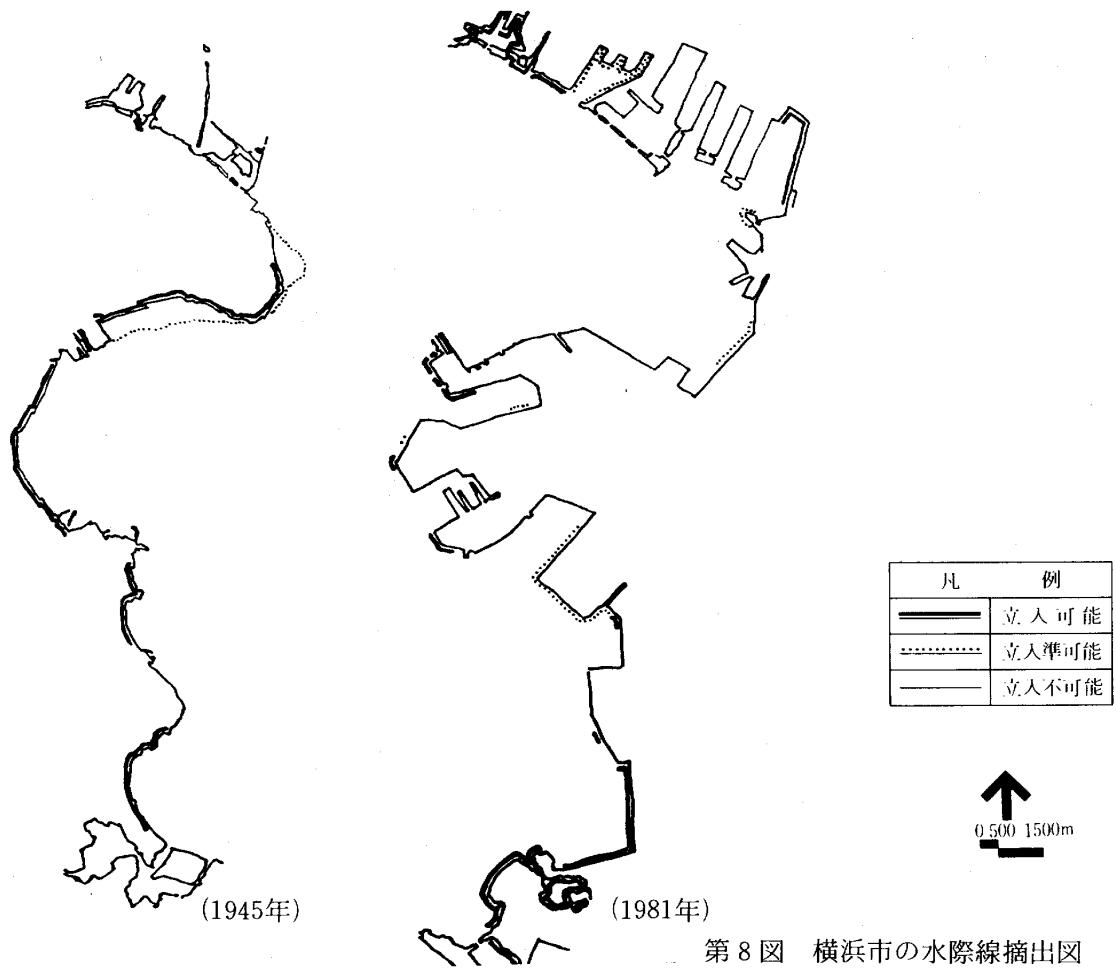 凡 例
立入可能
立入準可能
立入不可能
0 500 1500m
(1945年)
(1981年)
第8図 横浜市の水際線摘出図